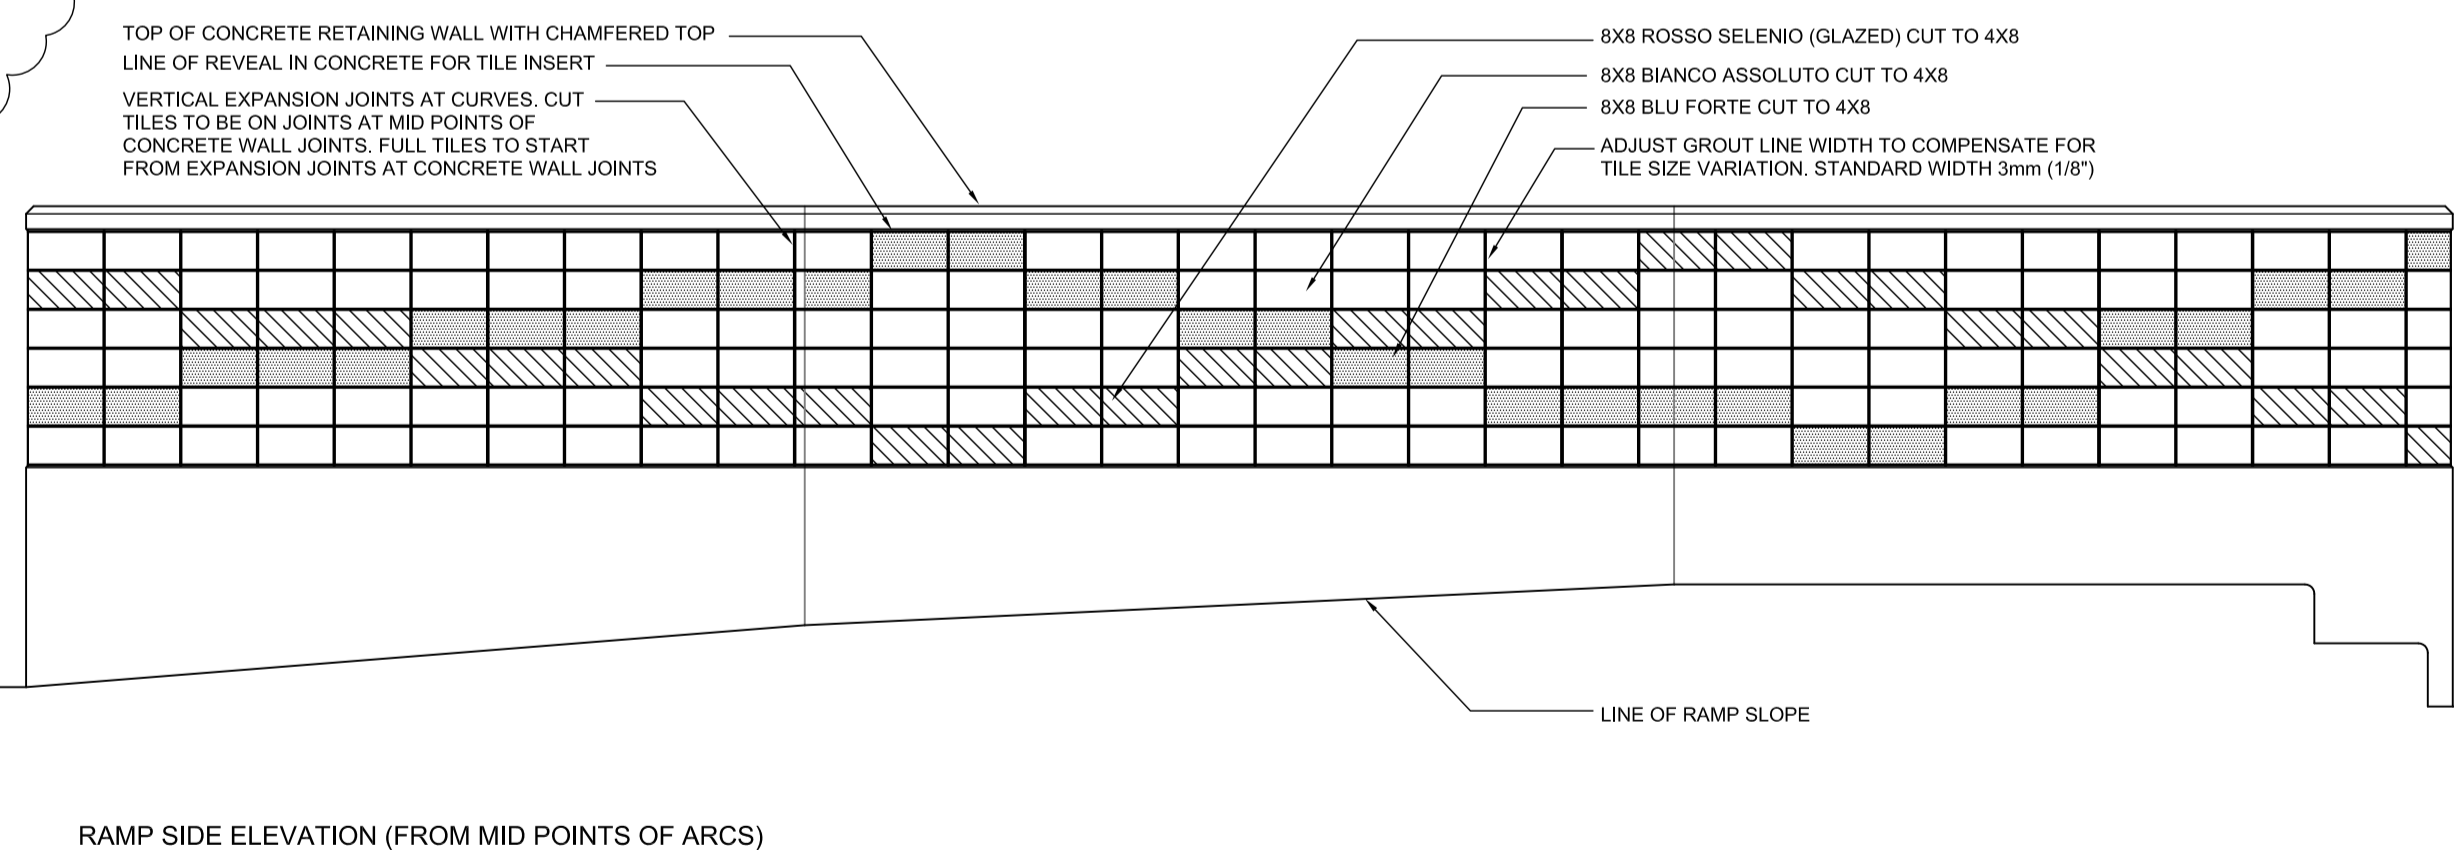 TOP OF CONCRETE RETAINING WALL WITH CHAMFERED TOP
LINE OF REVEAL IN CONCRETE FOR TILE INSERT
VERTICAL EXPANSION JOINTS AT CURVES. CUT
TILES TO BE ON JOINTS AT MID POINTS OF
CONCRETE WALL JOINTS. FULL TILES TO START
FROM EXPANSION JOINTS AT CONCRETE WALL JOINTS
8X8 ROSSO SELENIO (GLAZED) CUT TO 4X8
8X8 BIANCO ASSOLUTO CUT TO 4X8
8X8 BLU FORTE CUT TO 4X8
ADJUST GROUT LINE WIDTH TO COMPENSATE FOR
TILE SIZE VARIATION. STANDARD WIDTH 3mm (1/8")
LINE OF RAMP SLOPE
RAMP SIDE ELEVATION (FROM MID POINTS OF ARCS)